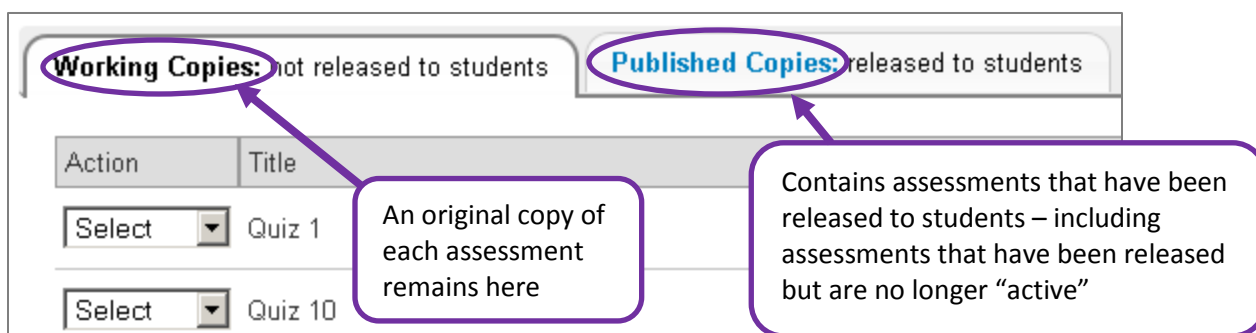 Working Copies: not released to students
Published Copies: released to students
Action
Title
Select
Quiz 1
Select
Quiz 10
An original copy of
each assessment
remains here
Contains assessments that have been
released to students – including
assessments that have been released
but are no longer “active”